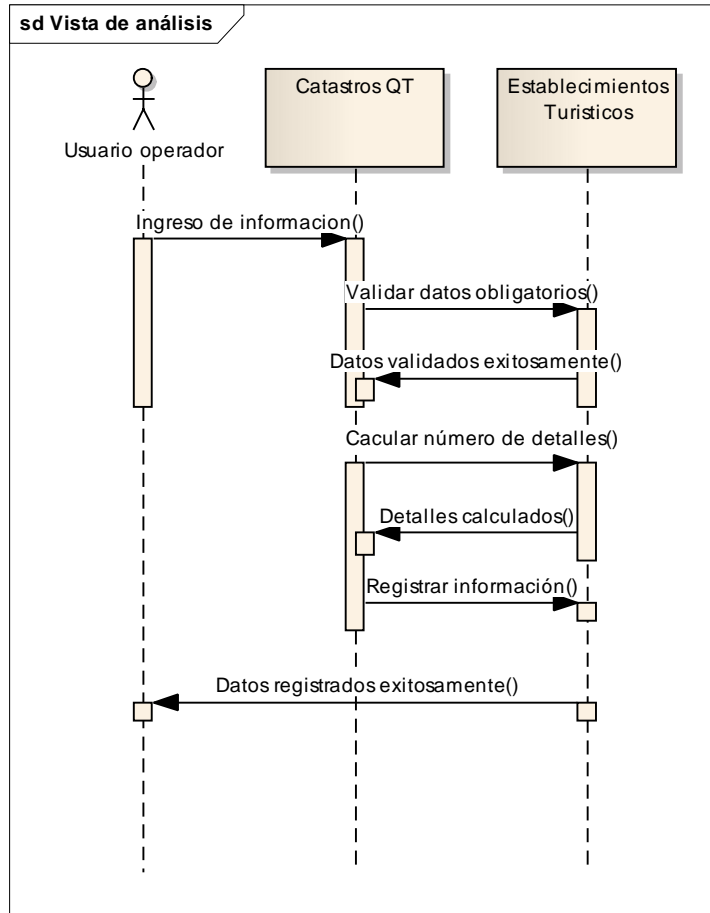 sd Vista de análisis
Usuario operador
Catastros QT
Establecimientos
Turisticos
Ingreso de informacion()
Validar datos obligatorios()
Datos validados exitosamente()
Cacular número de detalles()
Detalles calculados()
Registrar información()
Datos registrados exitosamente()